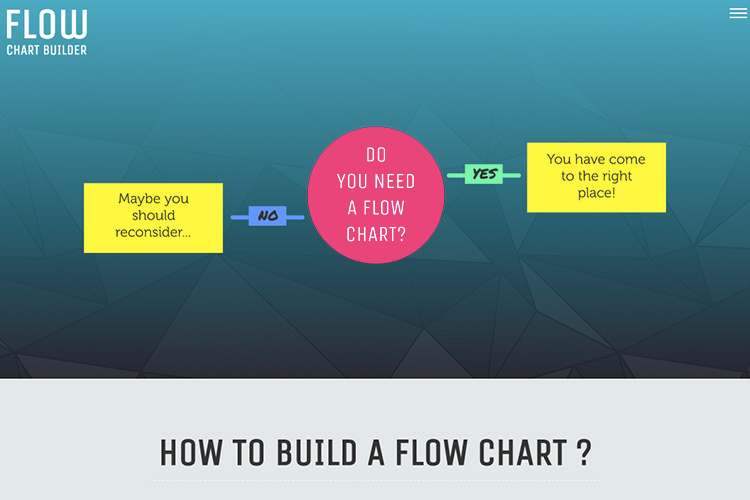 FLOW
CHART BUILDER
DO
YOU NEED
A FLOW
CHART?
YES
You have come
to the right
place!
NO
Maybe you
should
reconsider...
HOW TO BUILD A FLOW CHART ?